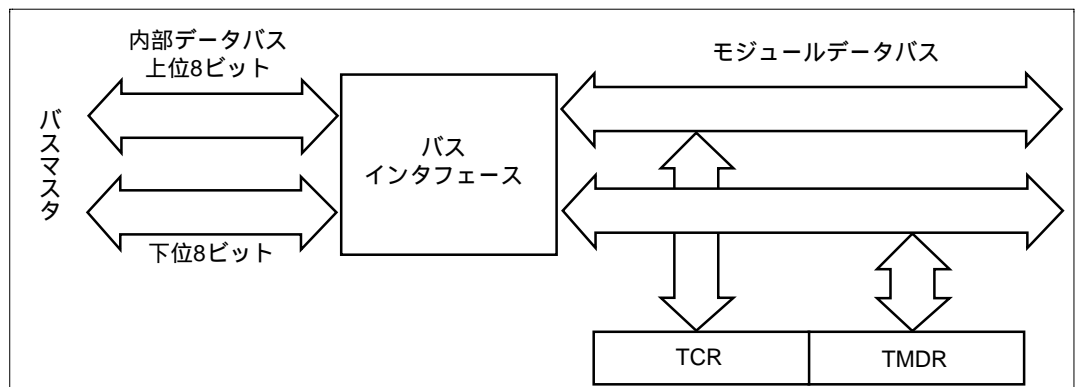 内部データバス
上位8ビット
モジュールデータバス
バスマスタ
バス
インタフェース
下位8ビット
TCR
TMDR